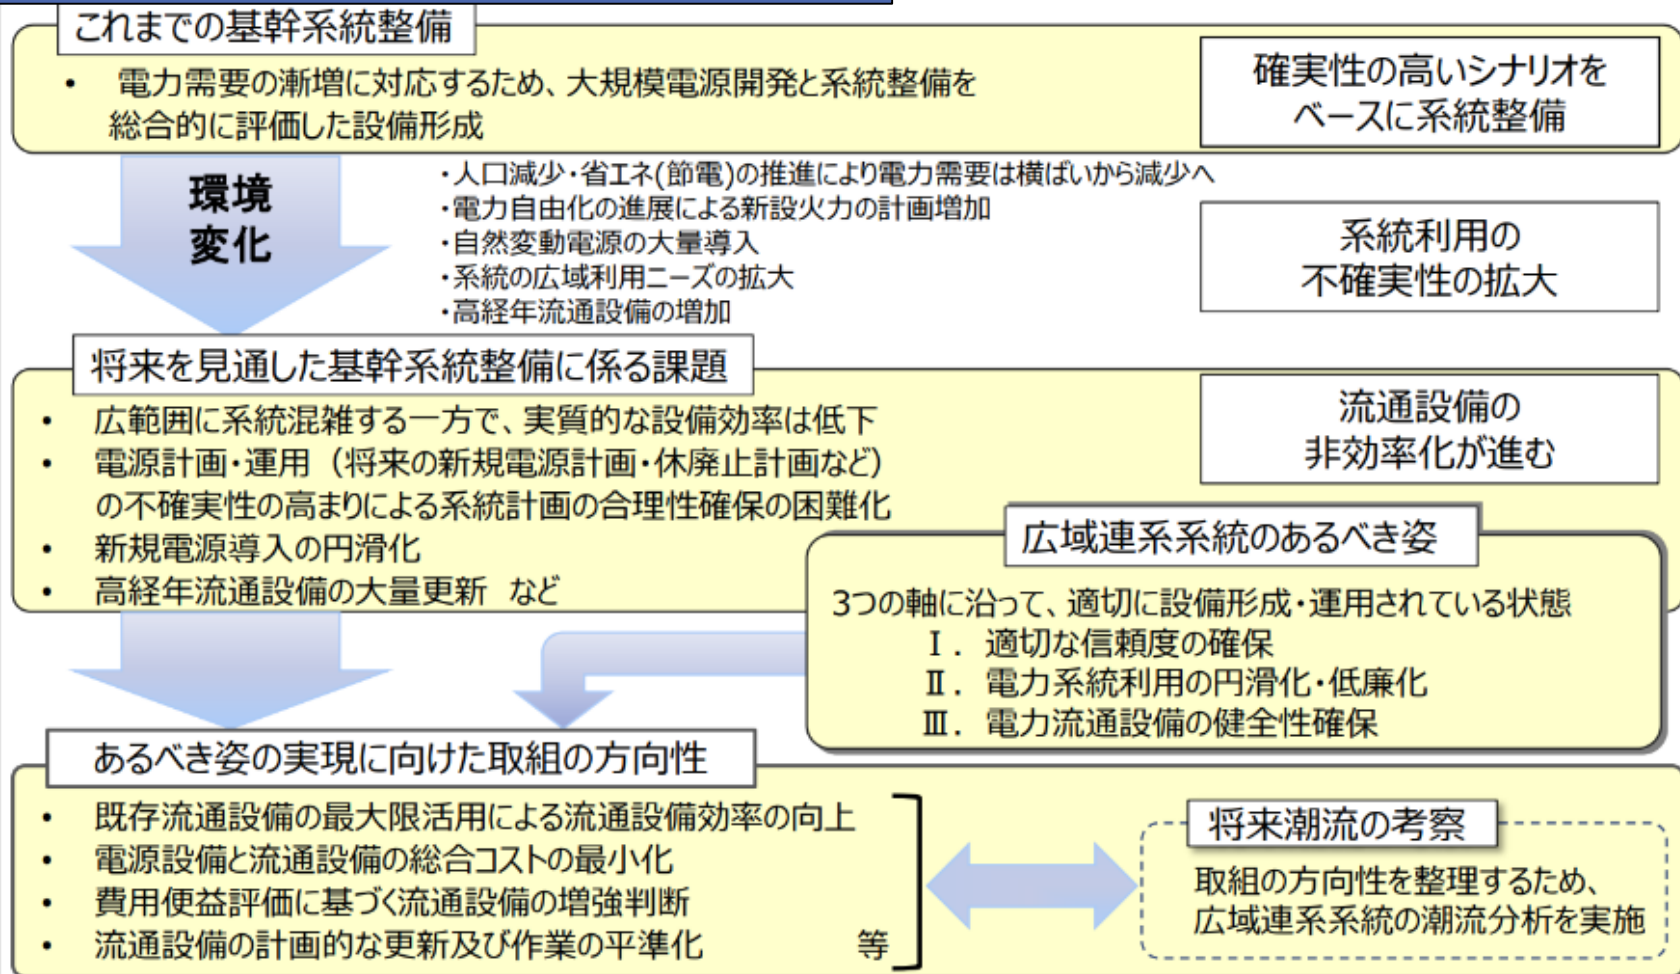 これまでの基幹系統整備
• 電力需要の漸増に対応するため、大規模電源開発と系統整備を
総合的に評価した設備形成
確実性の高いシナリオを
ベースに系統整備
環境
変化
・人口減少・省エネ(節電)の推進により電力需要は横ばいから減少へ
・電力自由化の進展による新設火力の計画増加
・自然変動電源の大量導入
・系統の広域利用ニーズの拡大
・高経年流通設備の増加
系統利用の
不確実性の拡大
将来を見通した基幹系統整備に係る課題
• 広範囲に系統混雑する一方で、実質的な設備効率は低下
• 電源計画・運用（将来の新規電源計画・休廃止計画など）
の不確実性の高まりによる系統計画の合理性確保の困難化
• 新規電源導入の円滑化
• 高経年流通設備の大量更新 など
流通設備の
非効率化が進む
広域連系系統のあるべき姿
3つの軸に沿って、適切に設備形成・運用されている状態
Ⅰ．適切な信頼度の確保
Ⅱ．電力系統利用の円滑化・低廉化
Ⅲ．電力流通設備の健全性確保
あるべき姿の実現に向けた取組の方向性
• 既存流通設備の最大限活用による流通設備効率の向上
• 電源設備と流通設備の総合コストの最小化
• 費用便益評価に基づく流通設備の増強判断
• 流通設備の計画的な更新及び作業の平準化 等
将来潮流の考察
取組の方向性を整理するため、
広域連系系統の潮流分析を実施